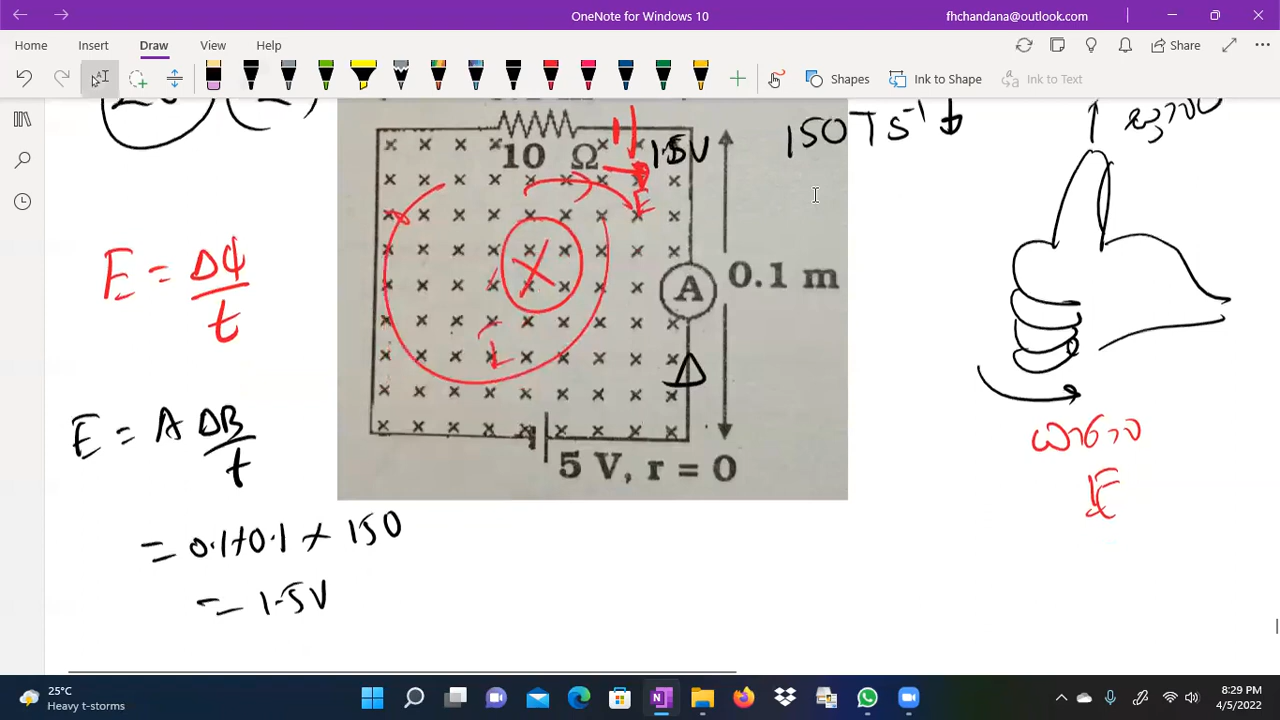 OneNote for Windows 10
fhchandana@outlook.com
Home Insert Draw View Help
Share
Shapes
Ink to Shape
Ink to Text
10 Ω
1.5V
150 T s⁻¹ ↓
A
0.1 m
5 V, r = 0
E
E = Δφ
t
E = A ΔB
t
= 0.1×0.1 × 150
= 1.5V
E
25°C
Heavy t-storms
8:29 PM
4/5/2022